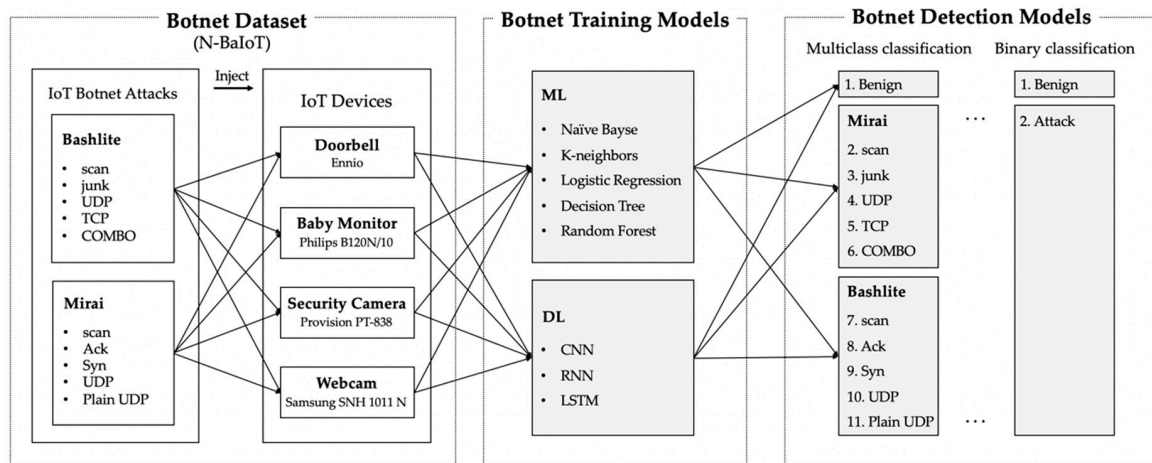 Botnet Dataset
(N-BaIoT)
IoT Botnet Attacks
Bashlite
• scan
• junk
• UDP
• TCP
• COMBO
Mirai
• scan
• Ack
• Syn
• UDP
• Plain UDP
Inject
IoT Devices
Doorbell
Ennio
Baby Monitor
Philips B120N/10
Security Camera
Provision PT-838
Webcam
Samsung SNH 1011 N
Botnet Training Models
ML
• Naïve Bayse
• K-neighbors
• Logistic Regression
• Decision Tree
• Random Forest
DL
• CNN
• RNN
• LSTM
Botnet Detection Models
Multiclass classification
1. Benign
Mirai
2. scan
3. junk
4. UDP
5. TCP
6. COMBO
Bashlite
7. scan
8. Ack
9. Syn
10. UDP
11. Plain UDP
...
...
Binary classification
1. Benign
2. Attack